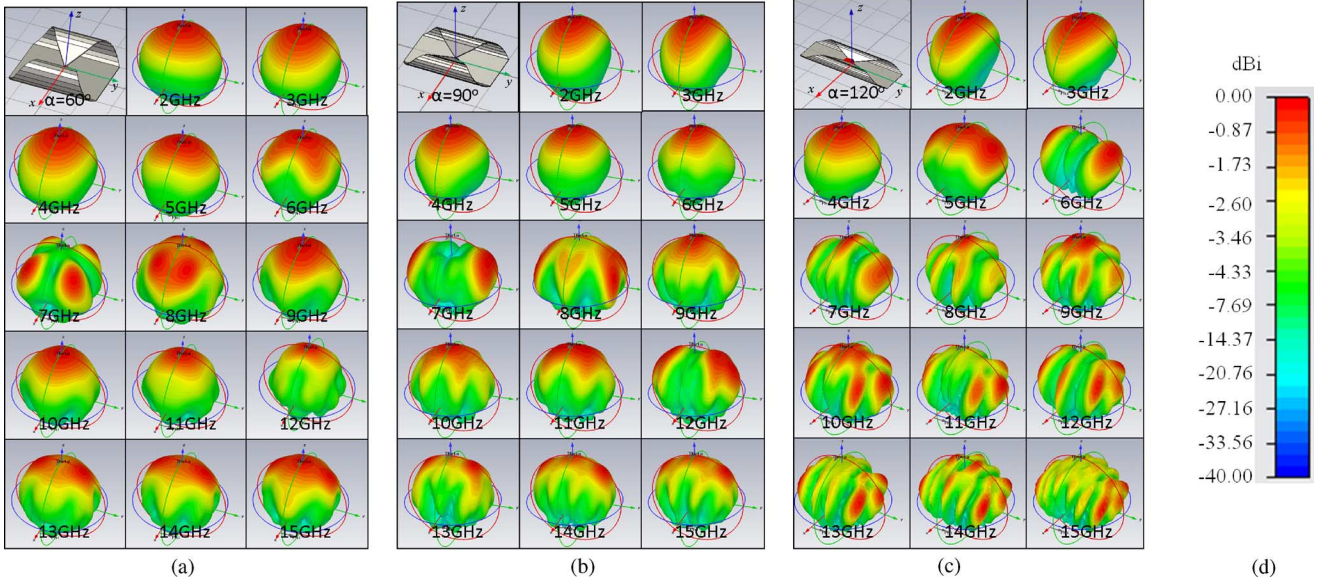 z
y
x
α=60º
2GHz
3GHz
4GHz
5GHz
6GHz
7GHz
8GHz
9GHz
10GHz
11GHz
12GHz
13GHz
14GHz
15GHz
(a)
z
y
x
α=90º
2GHz
3GHz
4GHz
5GHz
6GHz
7GHz
8GHz
9GHz
10GHz
11GHz
12GHz
13GHz
14GHz
15GHz
(b)
z
x
α=120º
y
2GHz
3GHz
4GHz
5GHz
6GHz
7GHz
8GHz
9GHz
10GHz
11GHz
12GHz
13GHz
14GHz
15GHz
(c)
dBi
0.00
-0.87
-1.73
-2.60
-3.46
-4.33
-7.69
-14.37
-20.76
-27.16
-33.56
-40.00
(d)